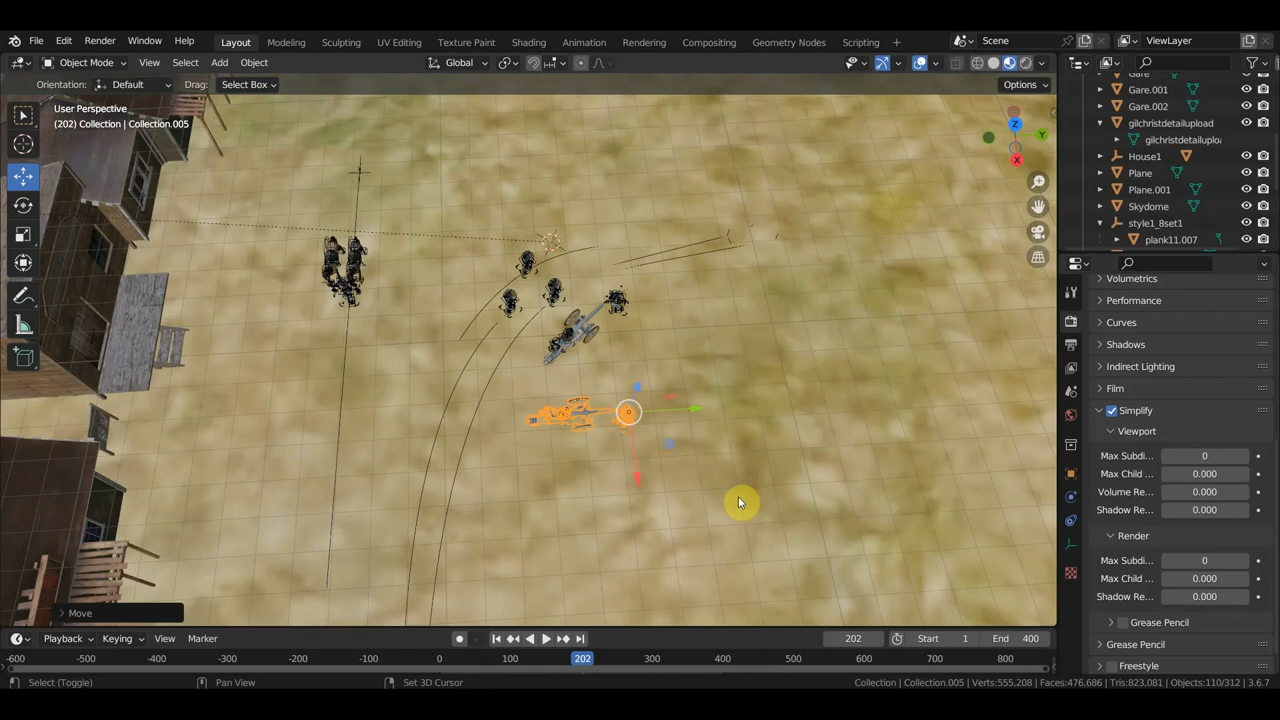 File Edit Render Window Help Layout Modeling Sculpting UV Editing Texture Paint Shading Animation Rendering Compositing Geometry Nodes Scripting + Scene ViewLayer
Object Mode View Select Add Object Global
Orientation: Default Drag: Select Box Options
User Perspective
(202) Collection | Collection.005
Z
Y
X
Gare.001
Gare.002
gilchristdetailupload
gilchristdetailuploa
House1
Plane
Plane.001
Skydome
style1_8set1
plank11.007
Volumetrics
Performance
Curves
Shadows
Indirect Lighting
Film
Simplify
Viewport
Max Subdi... 0
Max Child ... 0.000
Volume Re... 0.000
Shadow Re... 0.000
Render
Max Subdi... 0
Max Child ... 0.000
Shadow Re... 0.000
Grease Pencil
Grease Pencil
Freestyle
Move
Playback Keying View Marker 202 Start 1 End 400
-600 -500 -400 -300 -200 -100 0 100 202 300 400 500 600 700 800
Select (Toggle) Pan View Set 3D Cursor Collection | Collection.005 | Verts:555,208 | Faces:476,686 | Tris:823,081 | Objects:110/312 | 3.6.7